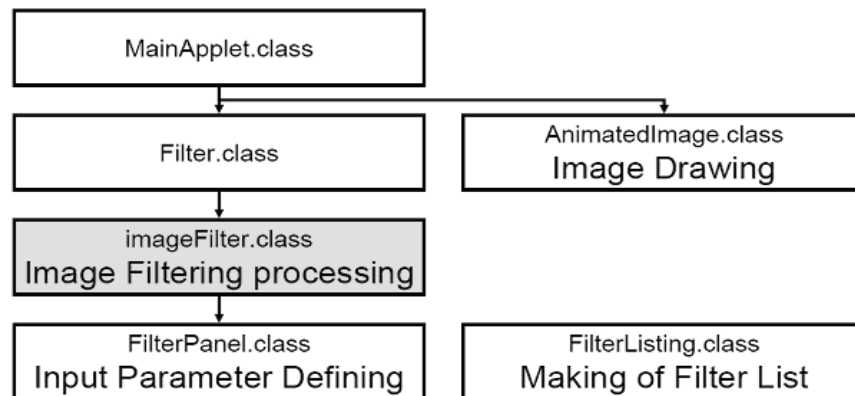 MainApplet.class
Filter.class
AnimatedImage.class
Image Drawing
imageFilter.class
Image Filtering processing
FilterPanel.class
Input Parameter Defining
FilterListing.class
Making of Filter List